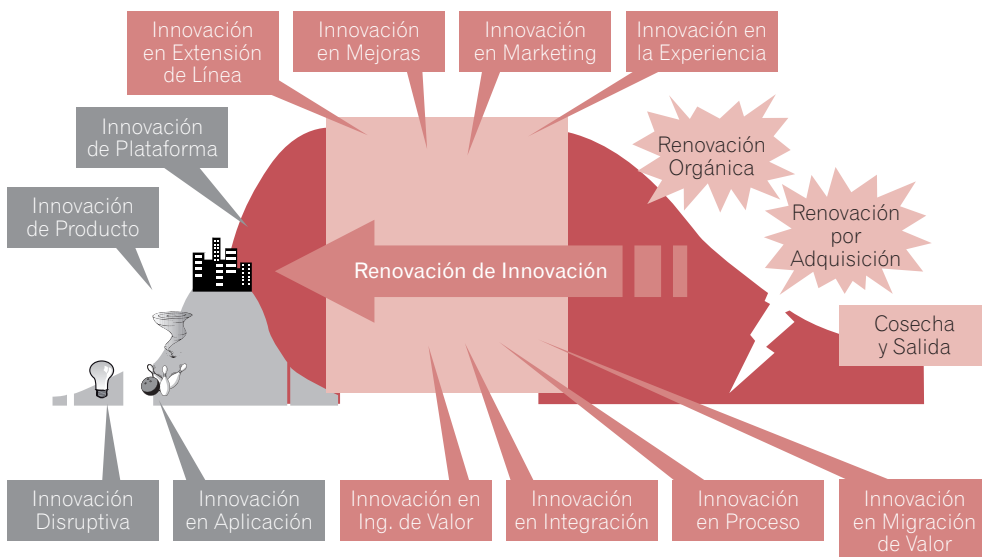 Innovación
en Extensión
de Línea
Innovación
en Mejoras
Innovación
en Marketing
Innovación en
la Experiencia
Innovación
de Plataforma
Renovación
Orgánica
Innovación
de Producto
Renovación
por
Adquisición
Renovación de Innovación
Cosecha
y Salida
Innovación
Disruptiva
Innovación
en Aplicación
Innovación en
Ing. de Valor
Innovación
en Integración
Innovación
en Proceso
Innovación
en Migración
de Valor